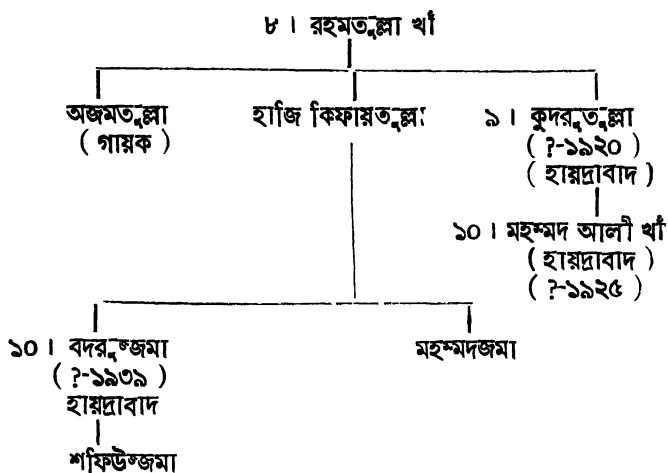 ৮। রহমতুল্লা খাঁ
অজমতুল্লা
(গায়ক)
হাজি কিফায়তুল্লা
৯। কুদরতুল্লা
(?-১৯২০)
(হায়দ্রাবাদ)
১০। মহম্মদ আলী খাঁ
(হায়দ্রাবাদ)
(?-১৯২৫)
১০। বদরুজ্জমা
(?-১৯৩৯)
হায়দ্রাবাদ
মহম্মদজমা
শফিউজ্জমা